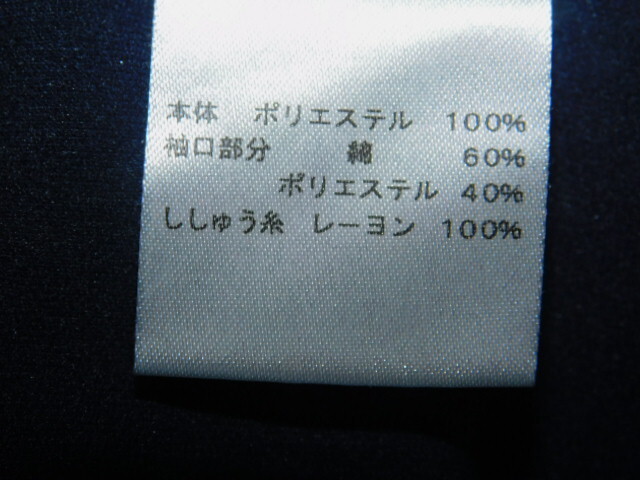 本体 ポリエステル 100%
袖口部分 綿 60%
ポリエステル 40%
ししゅう糸 レーヨン 100%